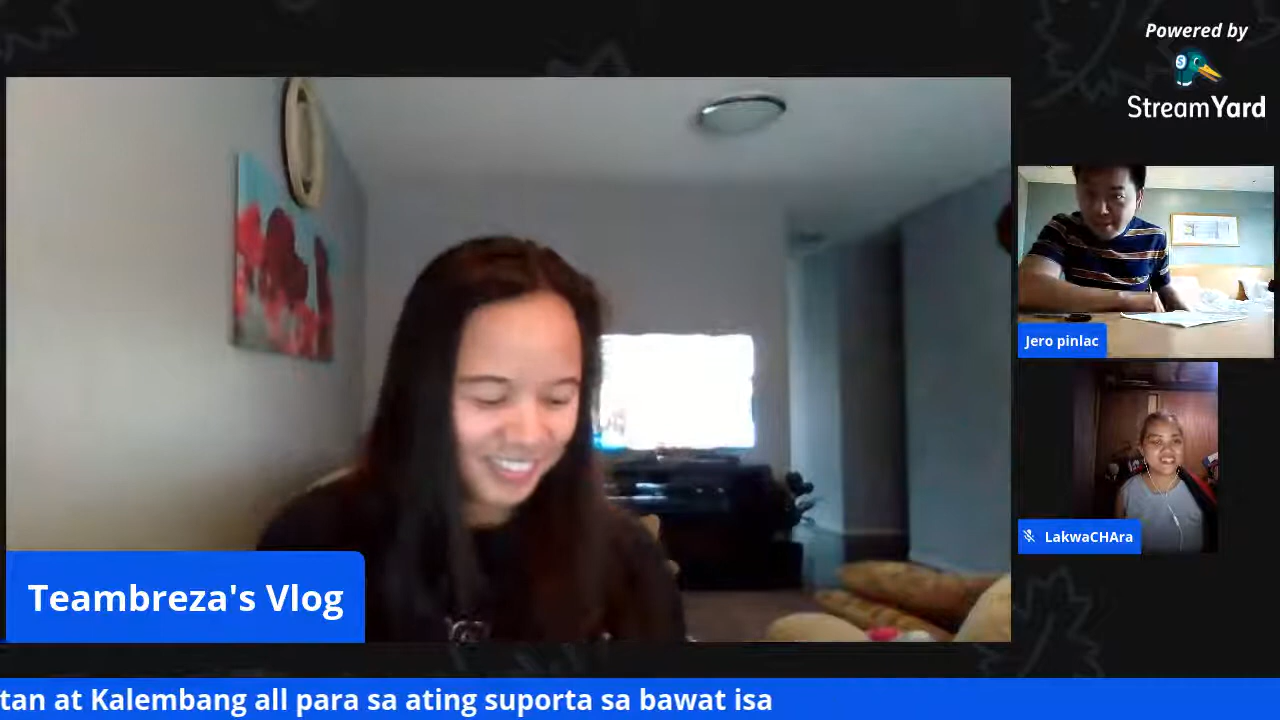 Powered by
StreamYard
Jero pinlac
LakwaCHAra
Teambreza's Vlog
tan at Kalembang all para sa ating suporta sa bawat isa